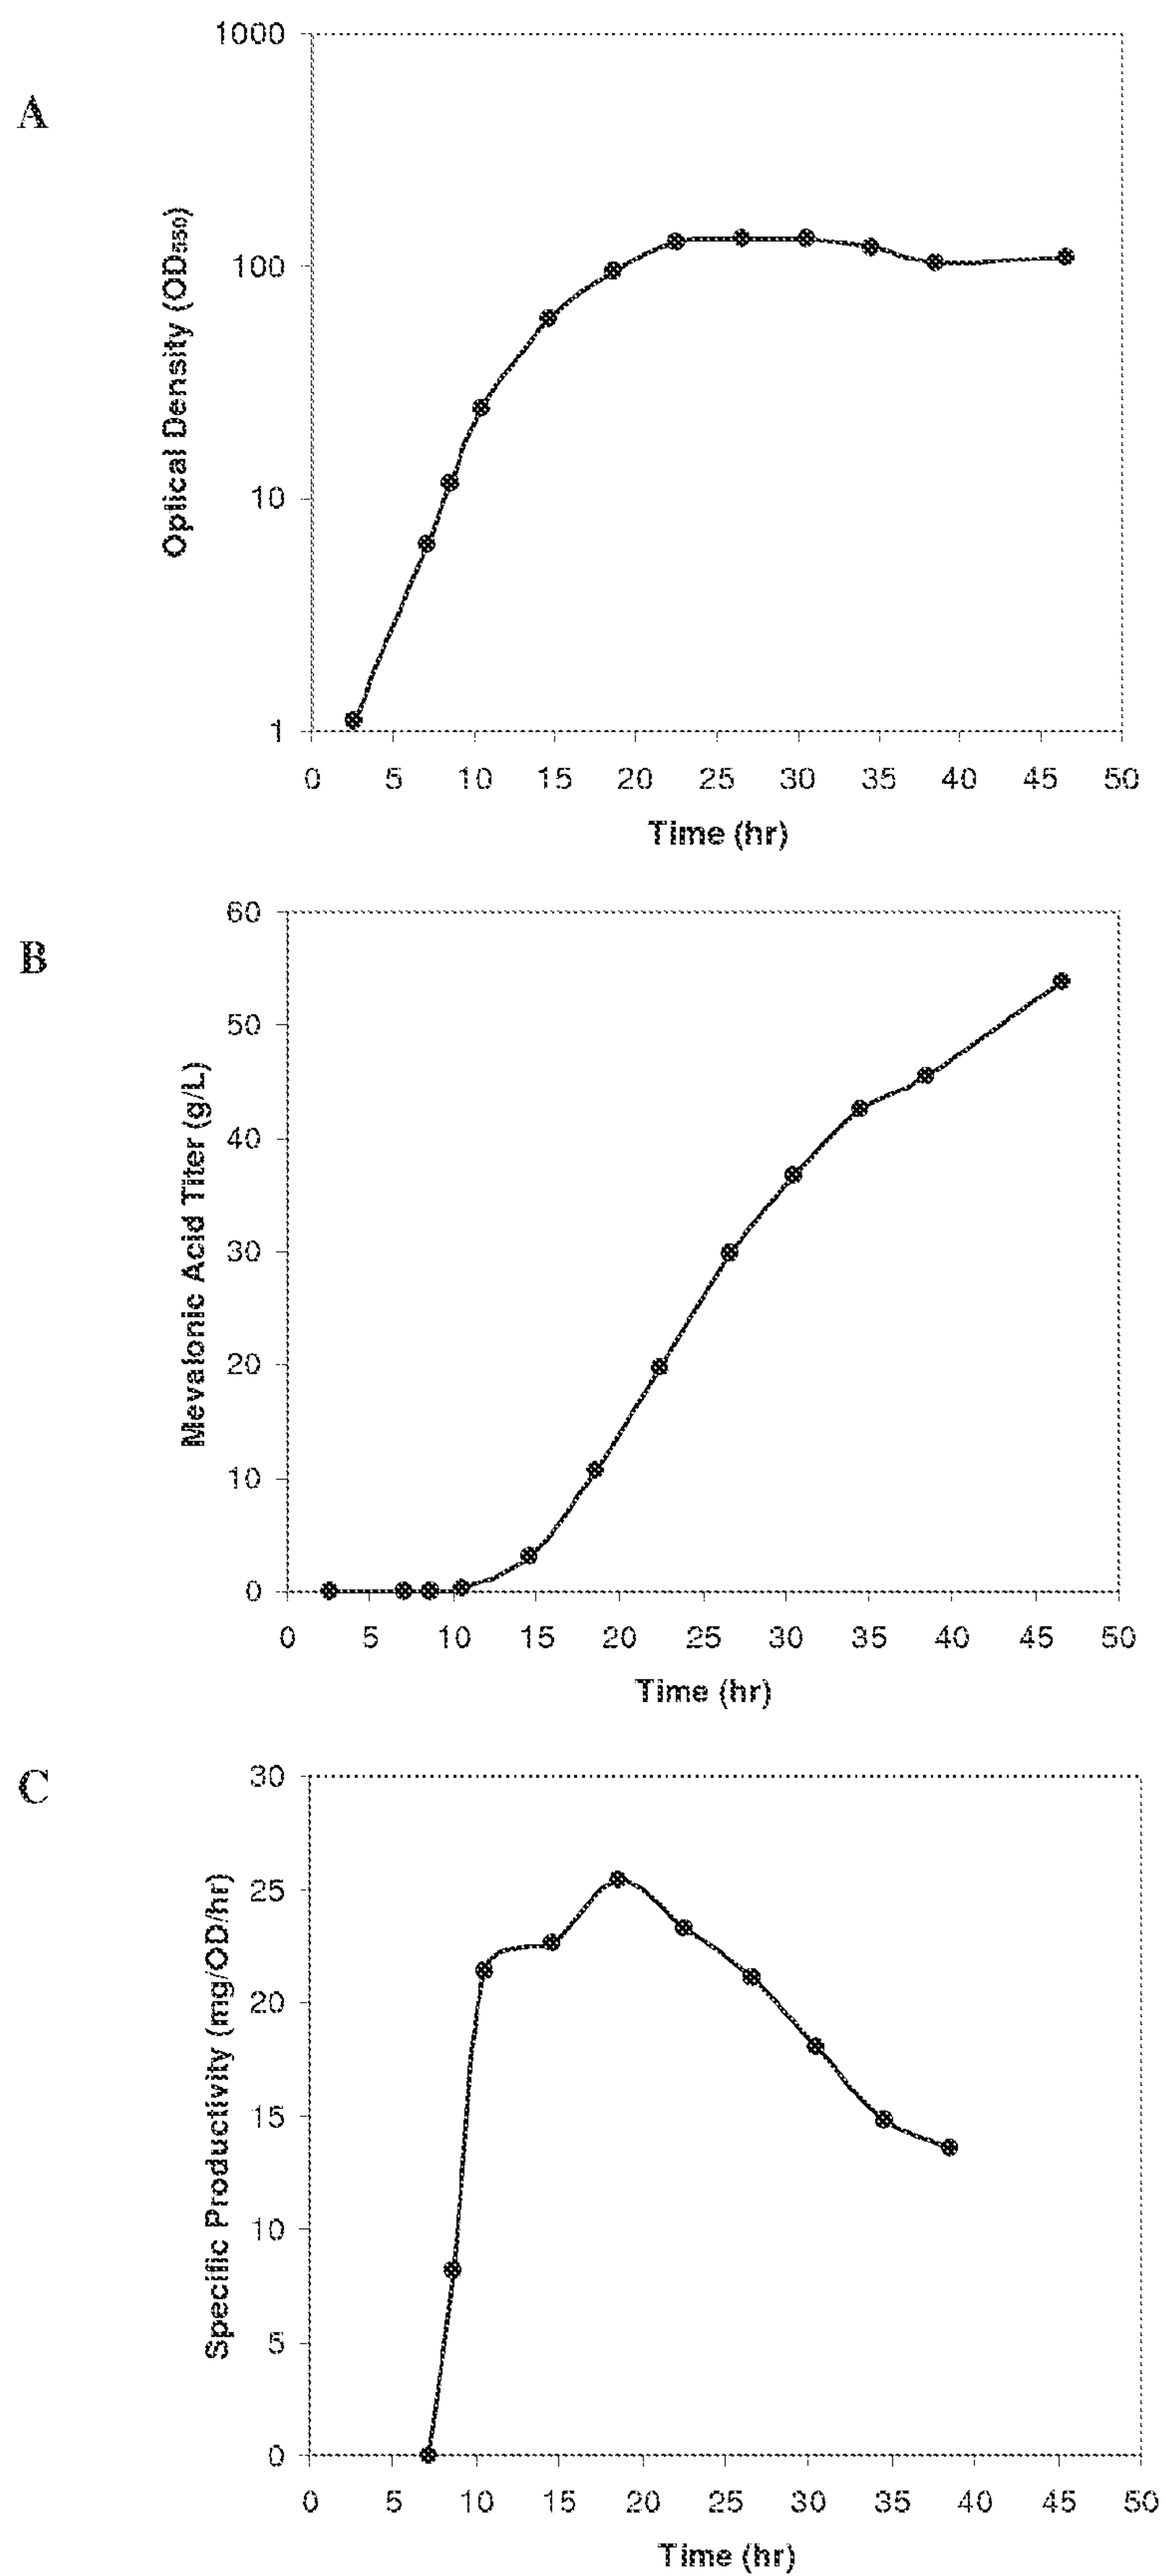 A
1000
100
10
1
Optical Density (OD₅₅₀)
0 5 10 15 20 25 30 35 40 45 50
Time (hr)
B
60
50
40
30
20
10
0
Mevalonic Acid Titer (g/L)
0 5 10 15 20 25 30 35 40 45 50
Time (hr)
C
30
25
20
15
10
5
0
Specific Productivity (mg/OD/hr)
0 5 10 15 20 25 30 35 40 45 50
Time (hr)